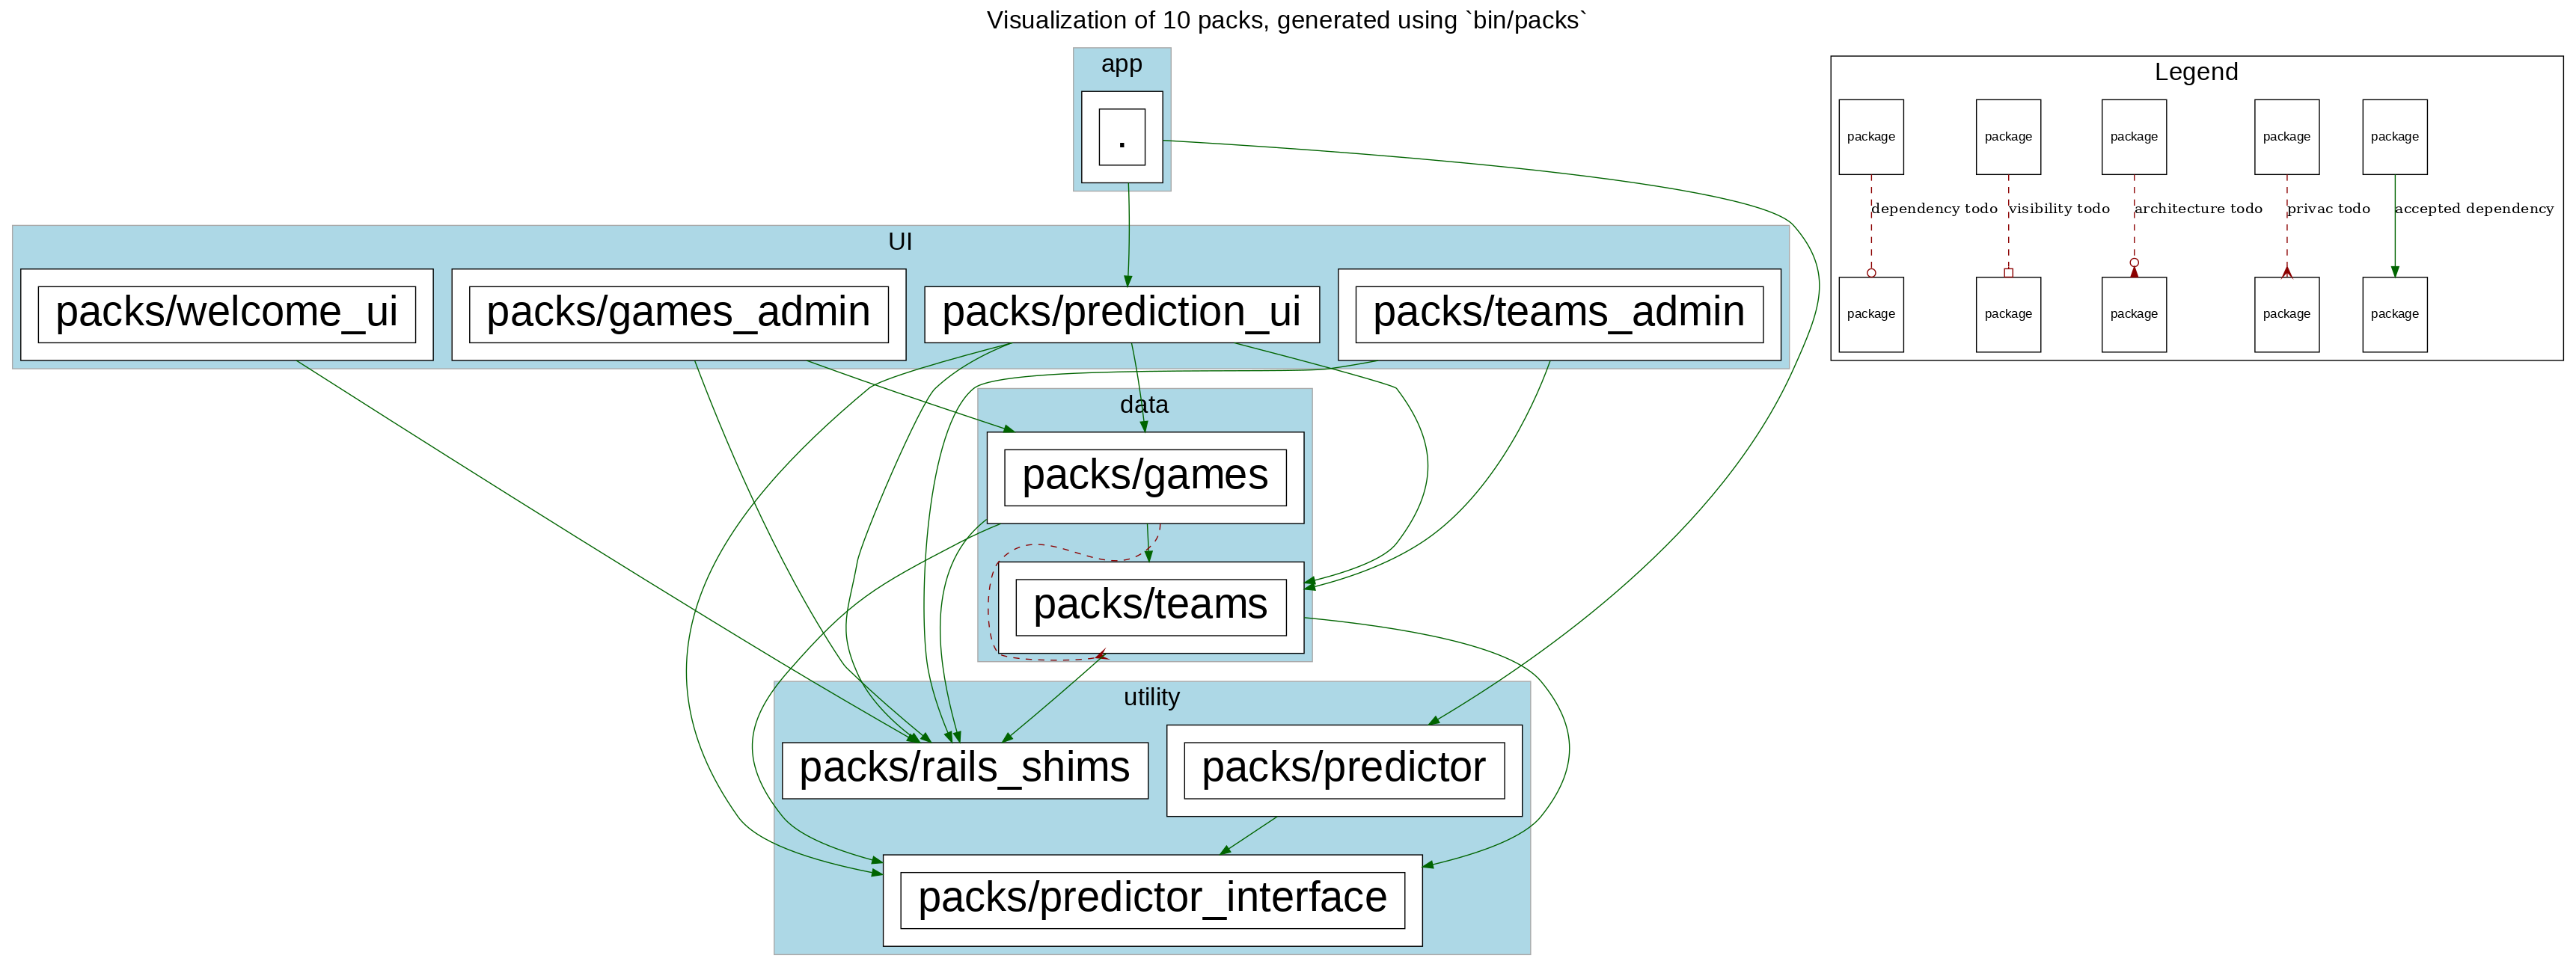 Visualization of 10 packs, generated using `bin/packs`
app
.
UI
packs/welcome_ui
packs/games_admin
packs/prediction_ui
packs/teams_admin
data
packs/games
packs/teams
utility
packs/rails_shims
packs/predictor
packs/predictor_interface
Legend
package
package
package
package
package
dependency todo
visibility todo
architecture todo
privac todo
accepted dependency
package
package
package
package
package